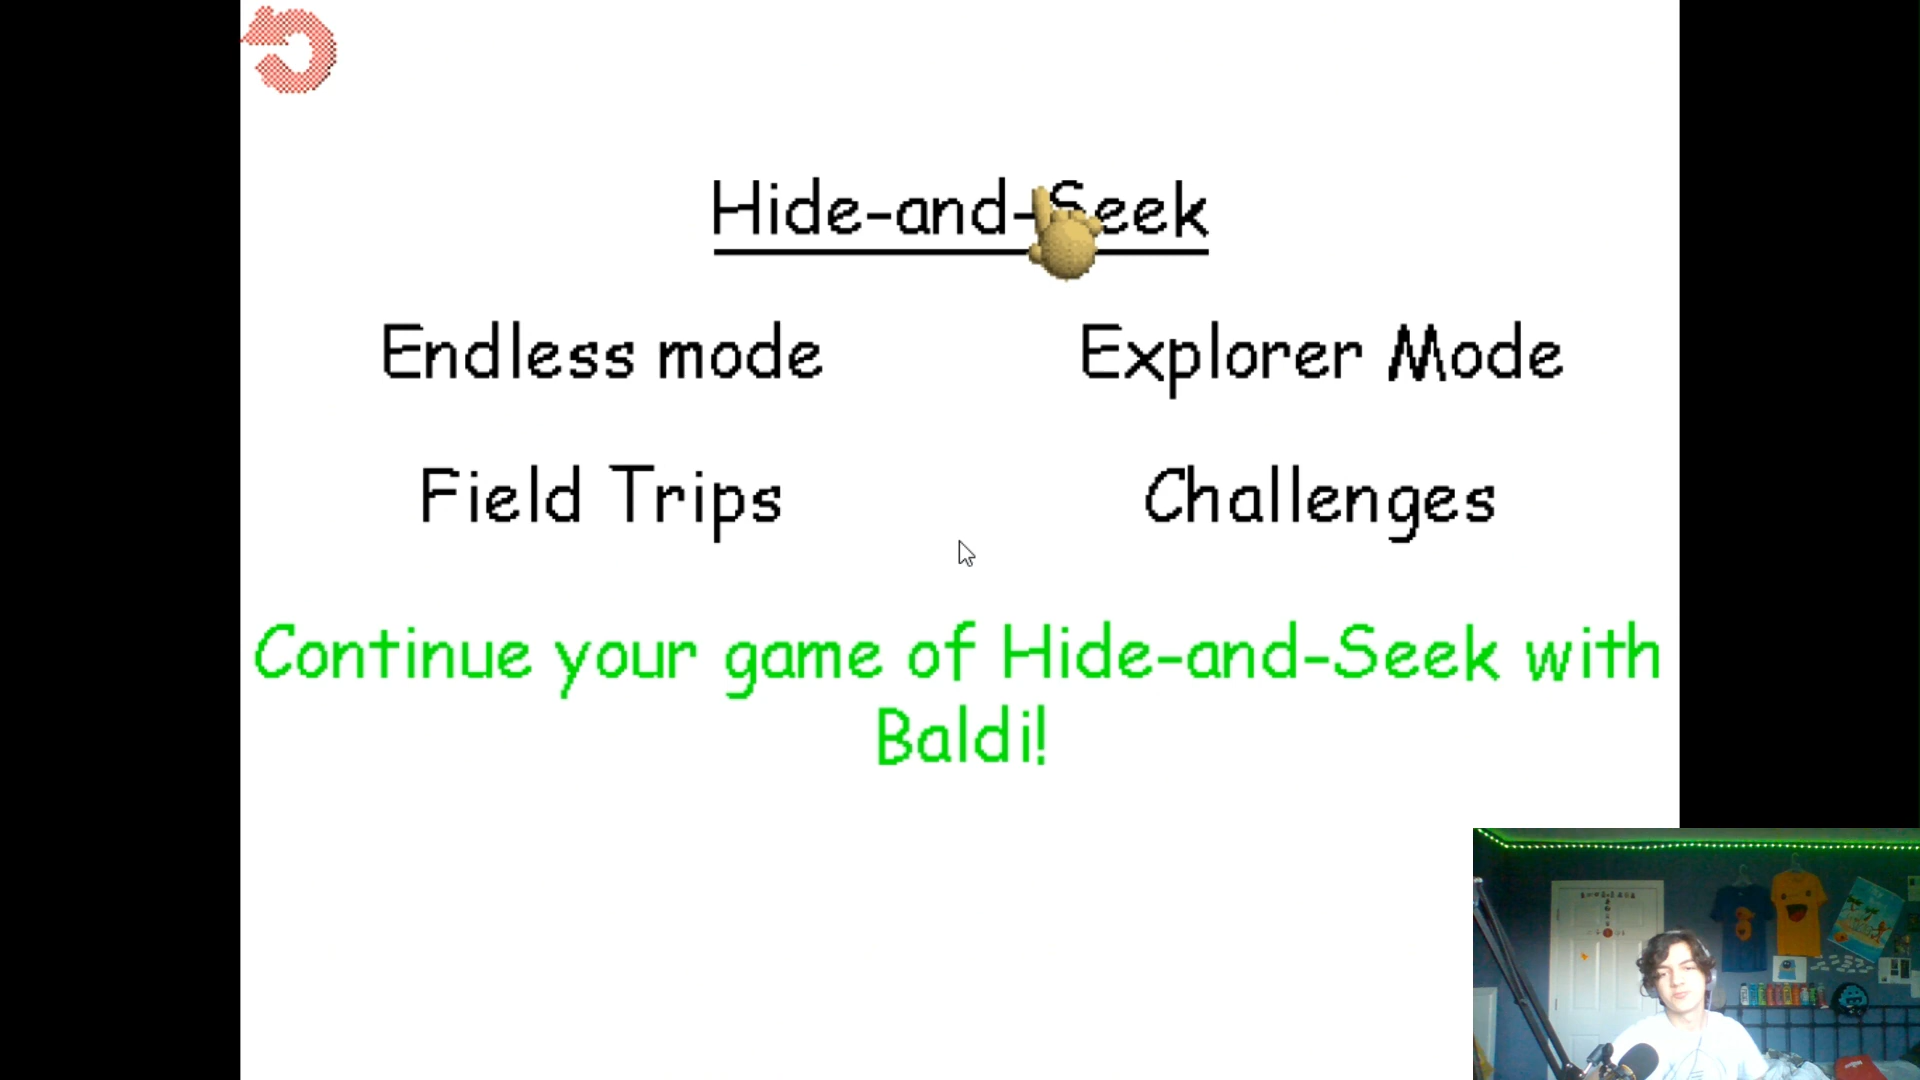 Hide-and-Seek
Endless mode
Explorer Mode
Field Trips
Challenges
Continue your game of Hide-and-Seek with
Baldi!